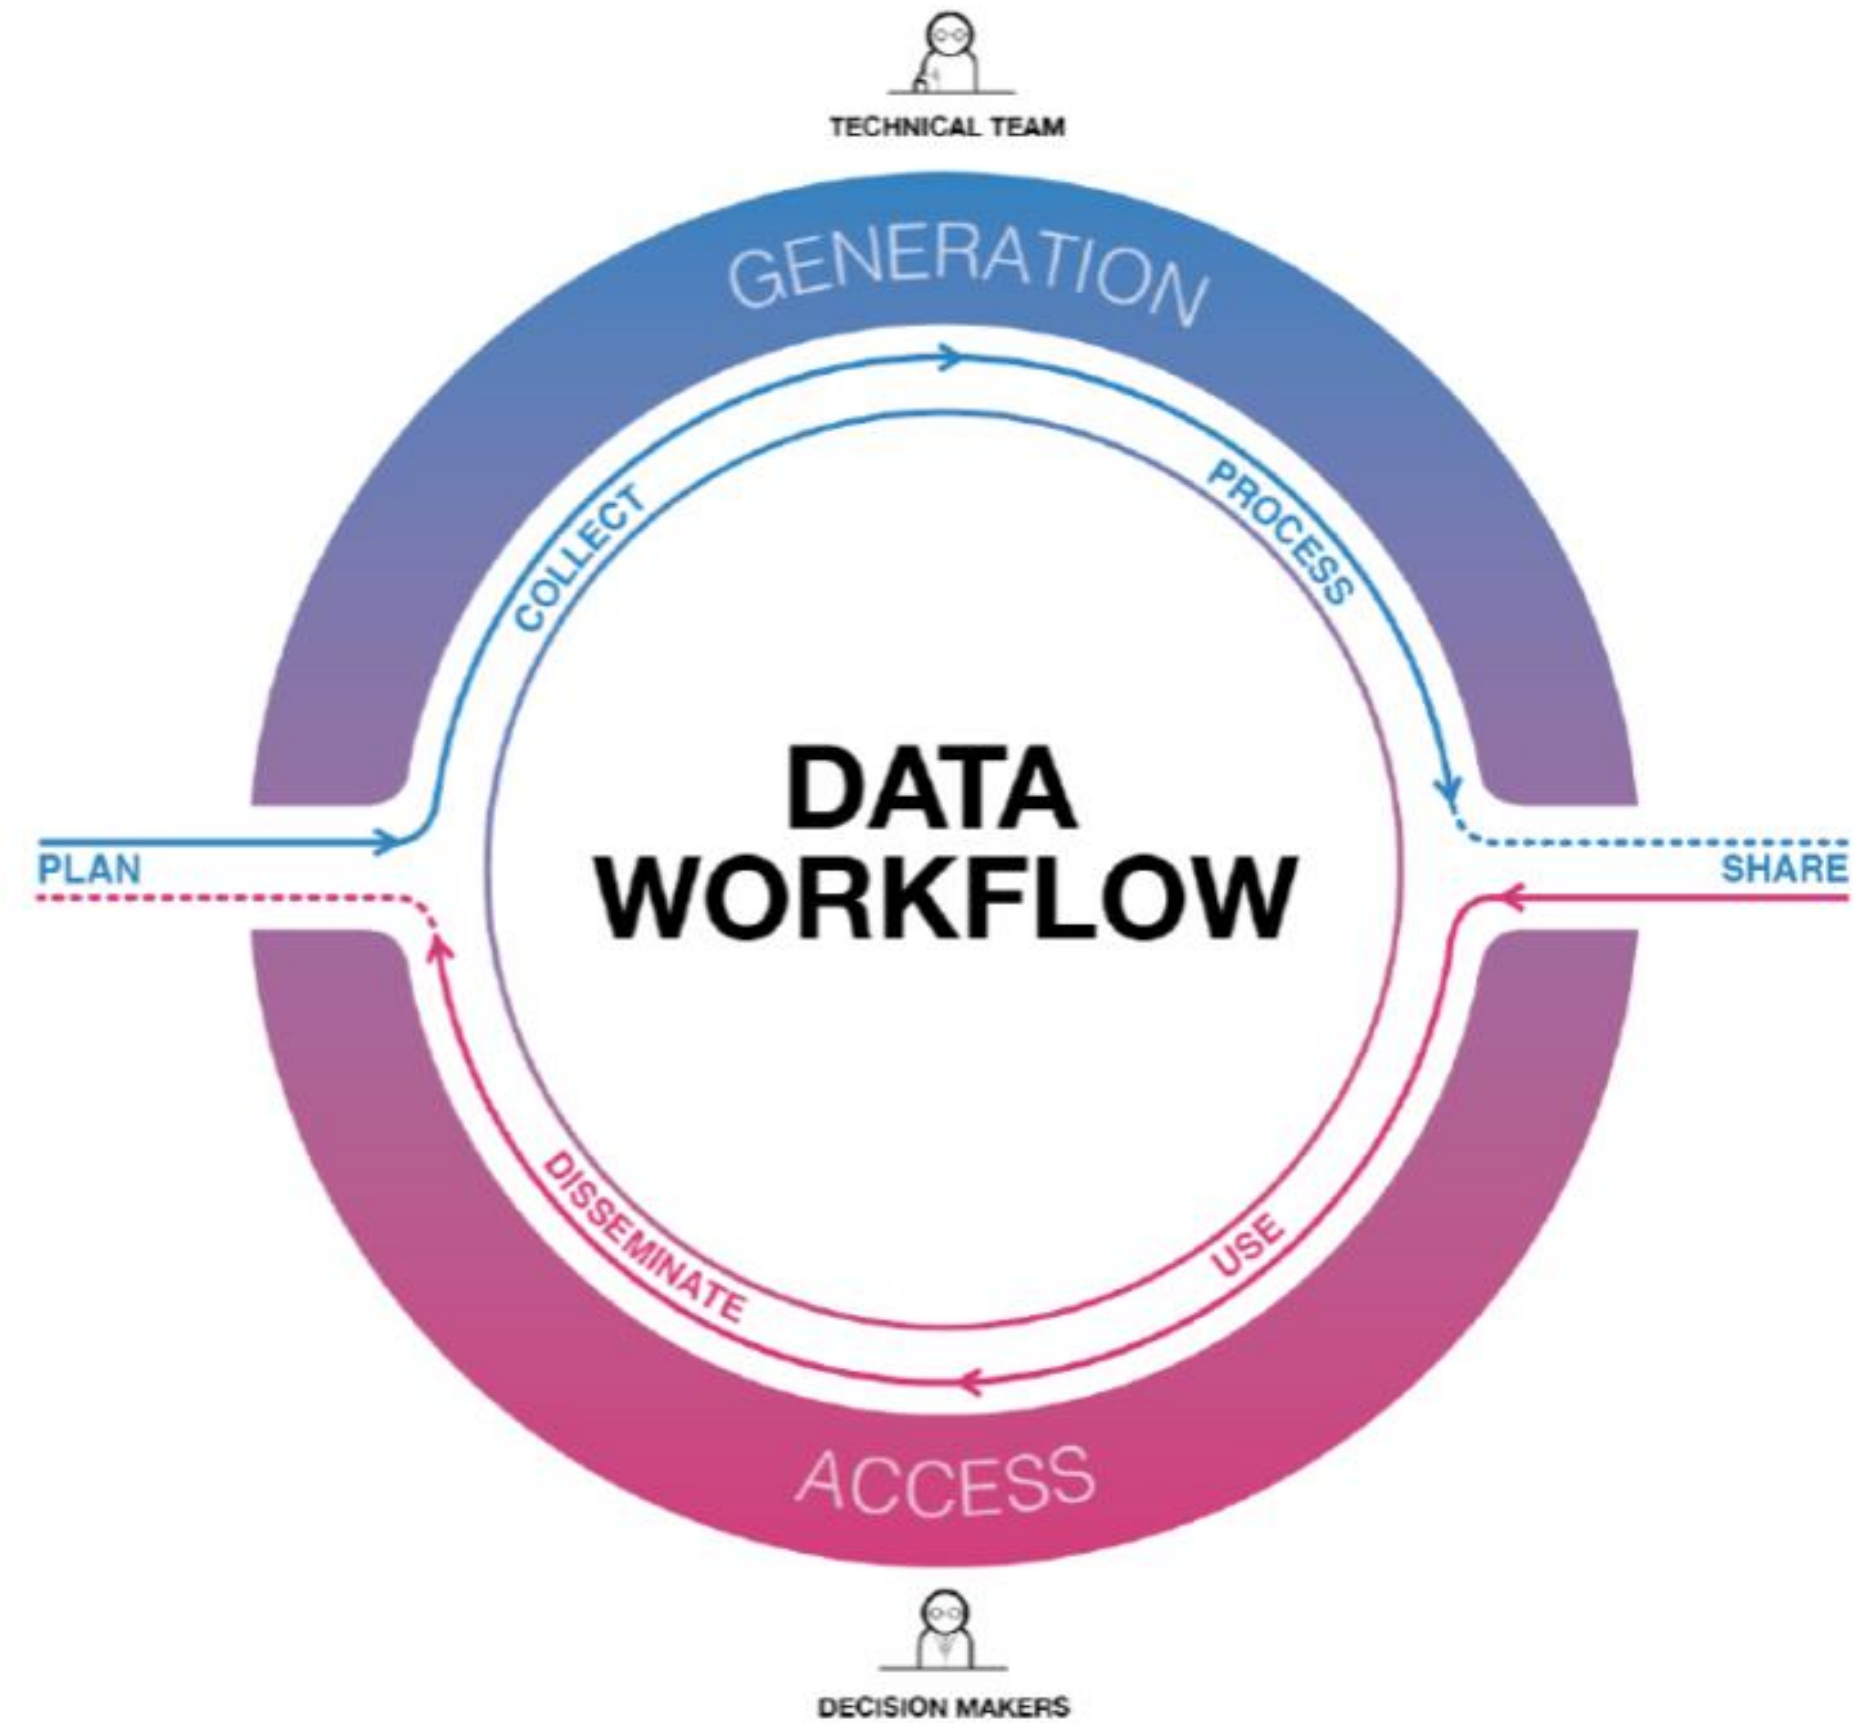 TECHNICAL TEAM
GENERATION
COLLECT
PROCESS
DATA
WORKFLOW
PLAN
SHARE
DISSEMINATE
USE
ACCESS
DECISION MAKERS